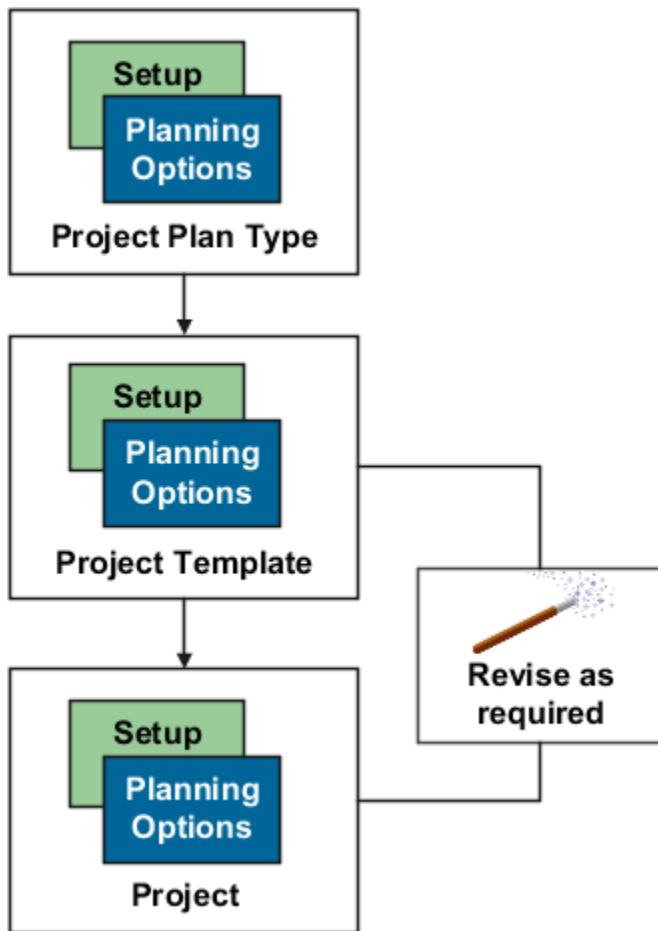 Setup
Planning
Options
Project Plan Type
Setup
Planning
Options
Project Template
Revise as
required
Setup
Planning
Options
Project